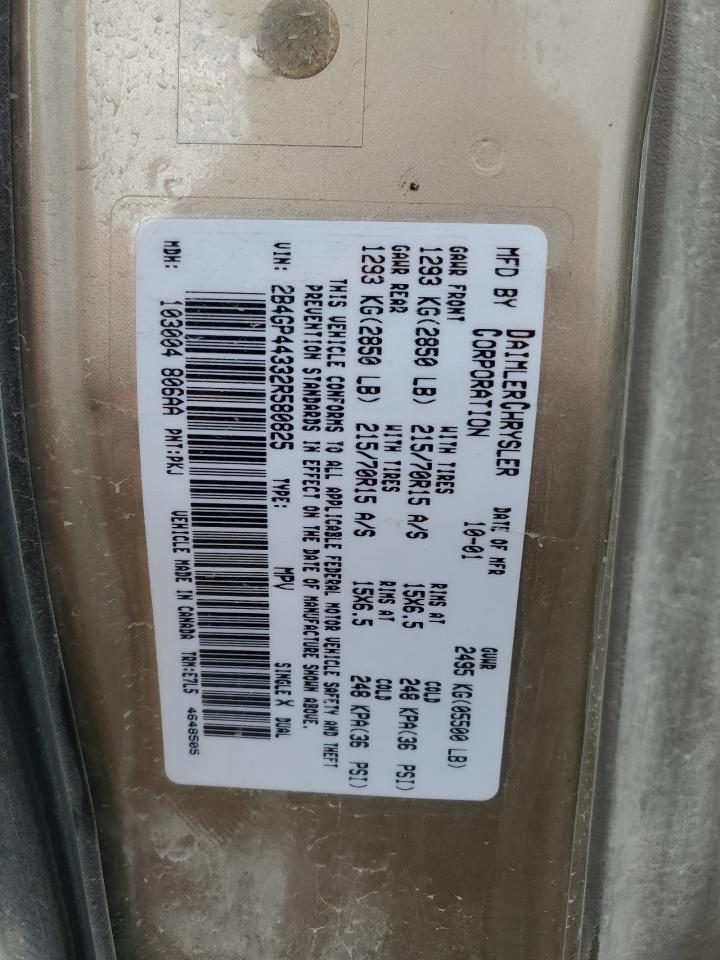 MFD BY DAIMLERCHRYSLER CORPORATION
DATE OF MFR 10-01
GVWR 2495 KG(05500 LB)
GAWR FRONT WITH TIRES RIMS AT COLD
1293 KG(2850 LB) 215/70R15 A/S 15X6.5 248 KPA(36 PSI)
GAWR REAR WITH TIRES RIMS AT COLD
1293 KG(2850 LB) 215/70R15 A/S 15X6.5 248 KPA(36 PSI)
THIS VEHICLE CONFORMS TO ALL APPLICABLE FEDERAL MOTOR VEHICLE SAFETY AND THEFT
PREVENTION STANDARDS IN EFFECT ON THE DATE OF MANUFACTURE SHOWN ABOVE.
VIN: 2B4GP44332R580825 TYPE: MPV SINGLE X DUAL
MDH: 103004 806AA PNT:PKJ VEHICLE MADE IN CANADA TRM:E7L5 4648505